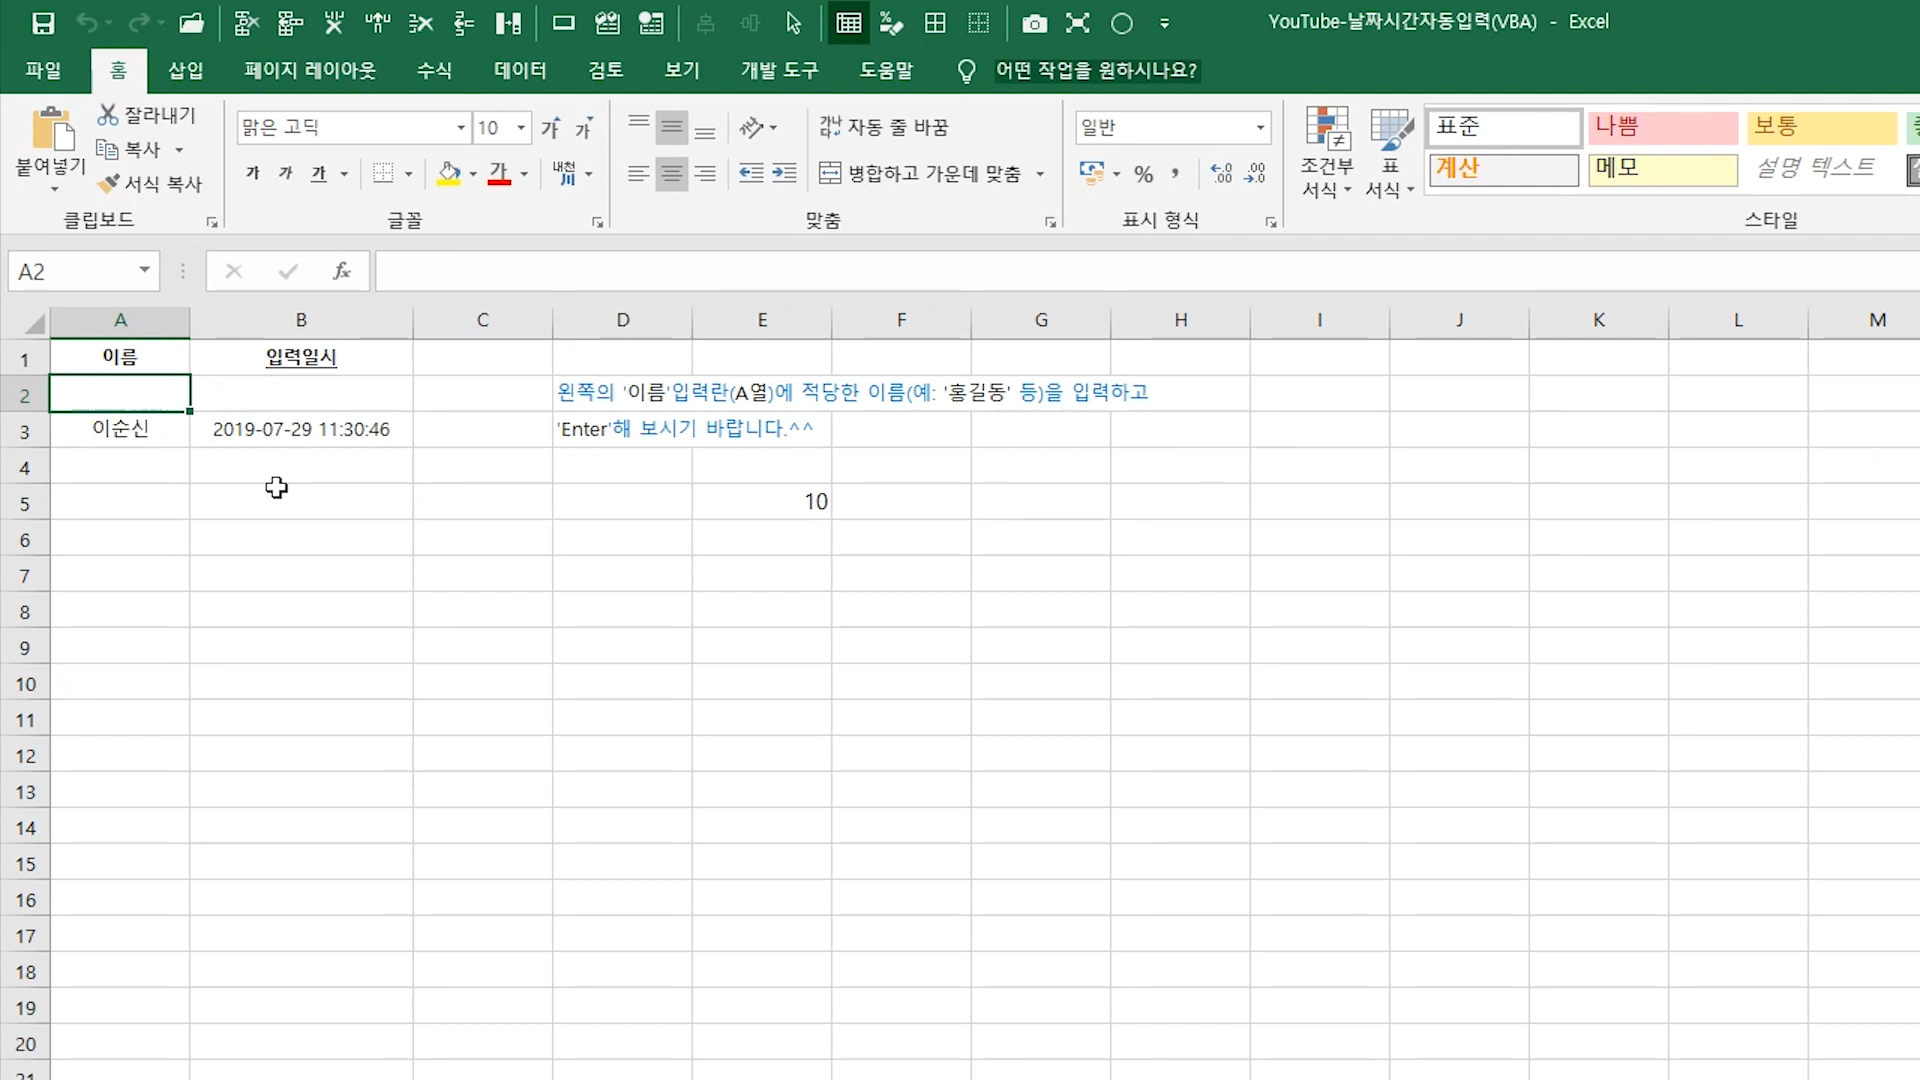 YouTube-날짜시간자동입력(VBA) - Excel
파일 홈 삽입 페이지 레이아웃 수식 데이터 검토 보기 개발 도구 도움말 어떤 작업을 원하시나요?
붙여넣기
잘라내기
복사
서식 복사
클립보드
맑은 고딕 10 가 가
가 가 가 가 내천 川
글꼴
자동 줄 바꿈
병합하고 가운데 맞춤
맞춤
일반
% , .00 .00
표시 형식
조건부 서식
표 서식
표준 나쁨 보통
계산 메모 설명 텍스트
스타일
A2 fx
A B C D E F G H I J K L M
1 이름 입력일시
2 왼쪽의 '이름'입력란(A열)에 적당한 이름(예: '홍길동' 등)을 입력하고
3 이순신 2019-07-29 11:30:46 'Enter'해 보시기 바랍니다.^^
4
5 10
6
7
8
9
10
11
12
13
14
15
16
17
18
19
20